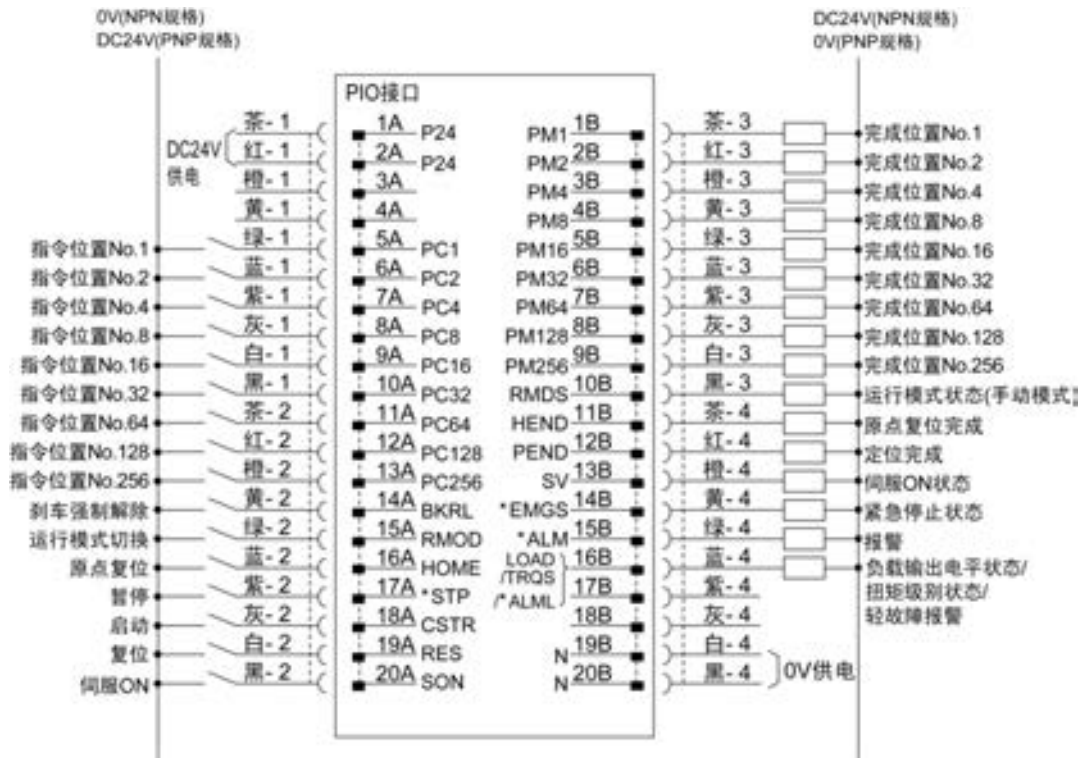 0V(NPN规格)
DC24V(PNP规格)
DC24V(NPN规格)
0V(PNP规格)
PIO接口
DC24V
供电
茶- 1 1A P24 PM1 1B 茶- 3 完成位置No.1
红- 1 2A P24 PM2 2B 红- 3 完成位置No.2
橙- 1 3A PM4 3B 橙- 3 完成位置No.4
黄- 1 4A PM8 4B 黄- 3 完成位置No.8
指令位置No.1 绿- 1 5A PC1 PM16 5B 绿- 3 完成位置No.16
指令位置No.2 蓝- 1 6A PC2 PM32 6B 蓝- 3 完成位置No.32
指令位置No.4 紫- 1 7A PC4 PM64 7B 紫- 3 完成位置No.64
指令位置No.8 灰- 1 8A PC8 PM128 8B 灰- 3 完成位置No.128
指令位置No.16 白- 1 9A PC16 PM256 9B 白- 3 完成位置No.256
指令位置No.32 黑- 1 10A PC32 RMDS 10B 黑- 3 运行模式状态(手动模式)
指令位置No.64 茶- 2 11A PC64 HEND 11B 茶- 4 原点复位完成
指令位置No.128 红- 2 12A PC128 PEND 12B 红- 4 定位完成
指令位置No.256 橙- 2 13A PC256 SV 13B 橙- 4 伺服ON状态
刹车强制解除 黄- 2 14A BKRL *EMGS 14B 黄- 4 紧急停止状态
运行模式切换 绿- 2 15A RMOD *ALM 15B 绿- 4 报警
原点复位 蓝- 2 16A HOME LOAD 16B 蓝- 4 负载输出电平状态/
/TRQS
暂停 紫- 2 17A *STP /*ALML 17B 紫- 4 扭矩级别状态/
启动 灰- 2 18A CSTR 18B 灰- 4 轻故障报警
复位 白- 2 19A RES N 19B 白- 4
伺服ON 黑- 2 20A SON N 20B 黑- 4
0V供电